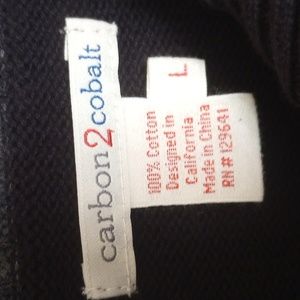 carbon2cobalt
L
100% Cotton
Designed in
California
Made in China
RN# 129641